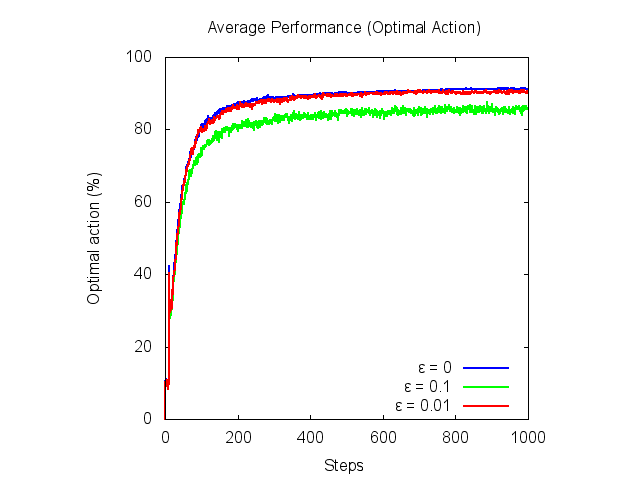 Average Performance (Optimal Action)
100
80
60
40
20
0
Optimal action (%)
ε = 0
ε = 0.1
ε = 0.01
0 200 400 600 800 1000
Steps